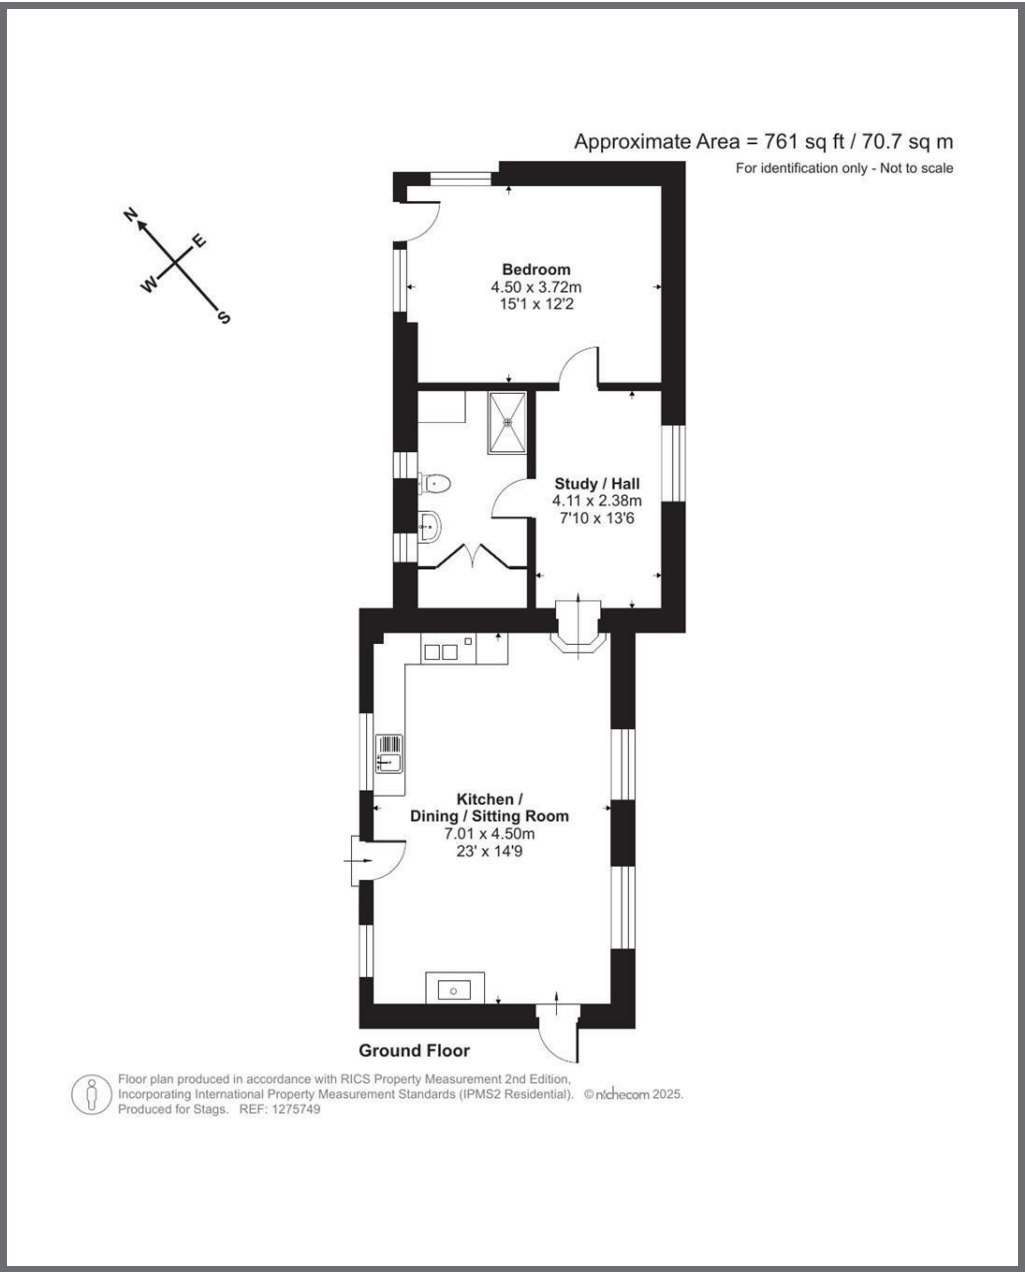 Approximate Area = 761 sq ft / 70.7 sq m
For identification only - Not to scale
N
E
W
S
Bedroom
4.50 x 3.72m
15'1 x 12'2
Study / Hall
4.11 x 2.38m
7'10 x 13'6
Kitchen /
Dining / Sitting Room
7.01 x 4.50m
23' x 14'9
Ground Floor
Floor plan produced in accordance with RICS Property Measurement 2nd Edition,
Incorporating International Property Measurement Standards (IPMS2 Residential). © nichecom 2025.
Produced for Stags. REF: 1275749